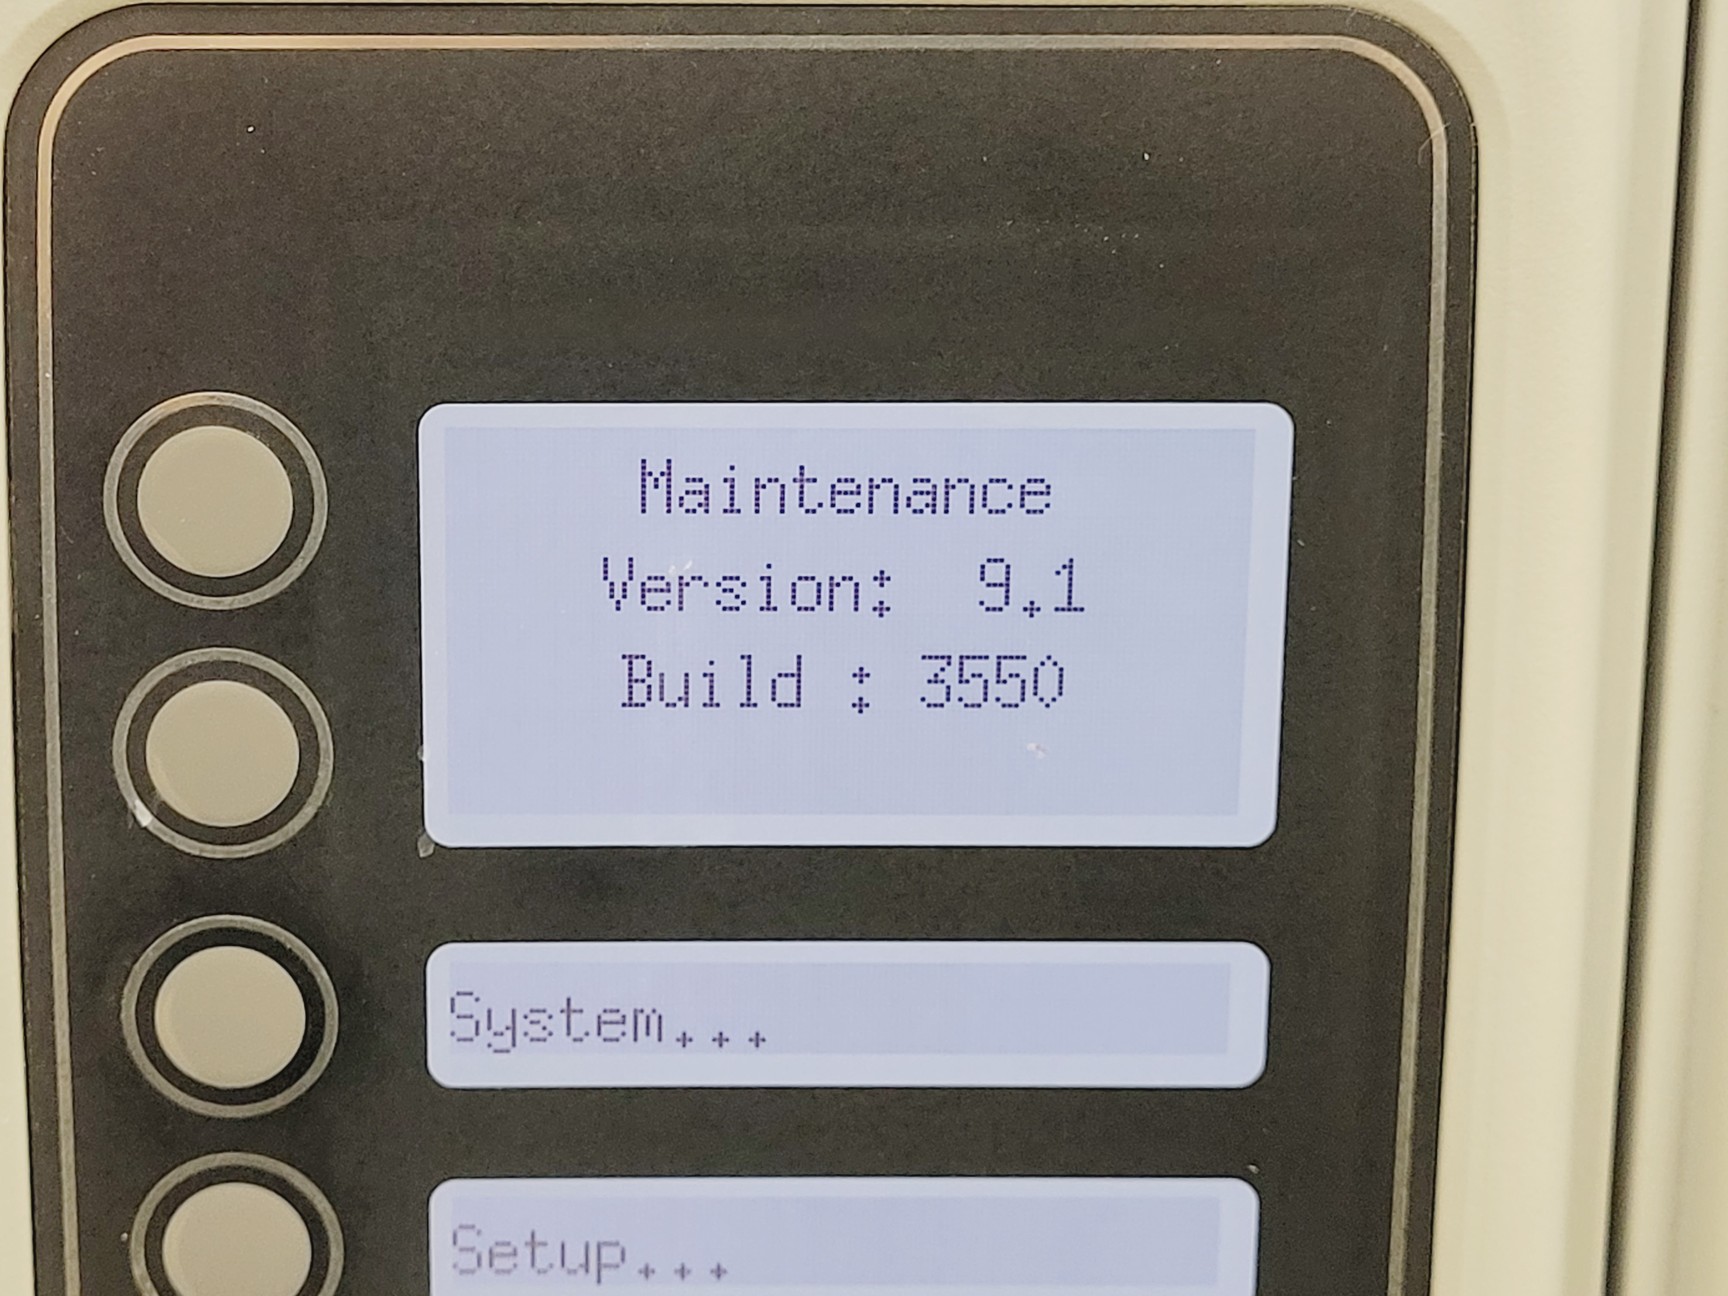 Maintenance
Version: 9.1
Build : 3550
System...
Setup...